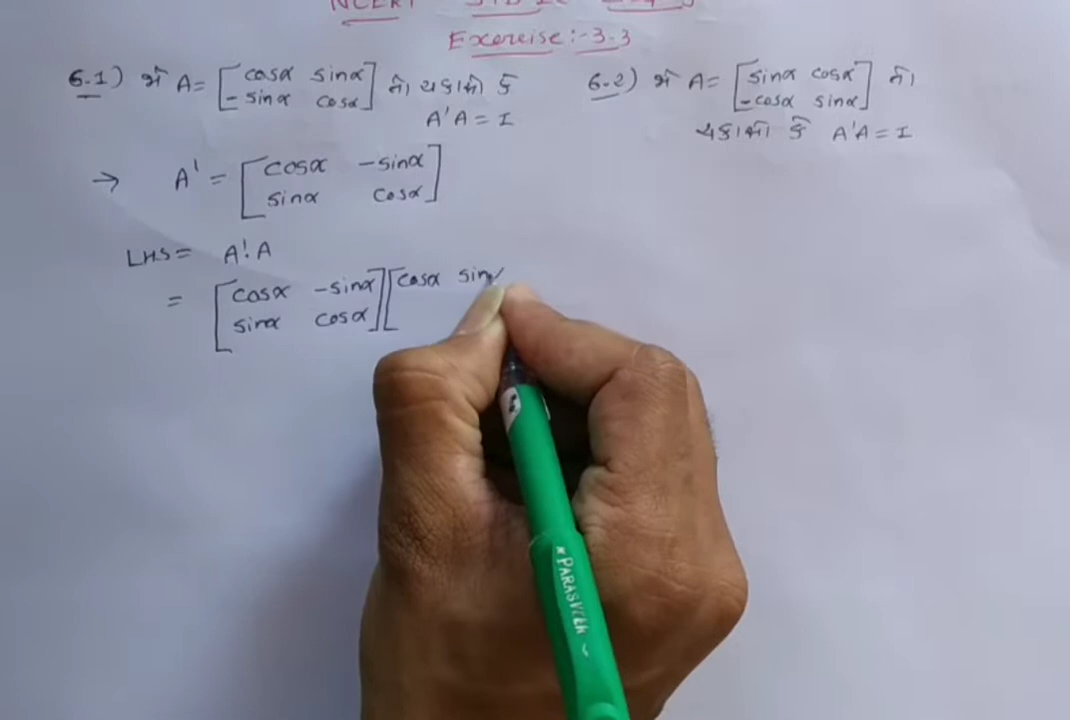 Exercise:-3.3
6.1) જો A= [cosα sinα
-sinα cosα] તો ચકાસો કે
A'A = I
→ A' = [cosα -sinα
sinα cosα]
LHS = A'.A
= [cosα -sinα
sinα cosα] [cosα sin
6.2) જો A= [sinα cosα
-cosα sinα] તો
ચકાસો કે A'A = I
PARASVEEK